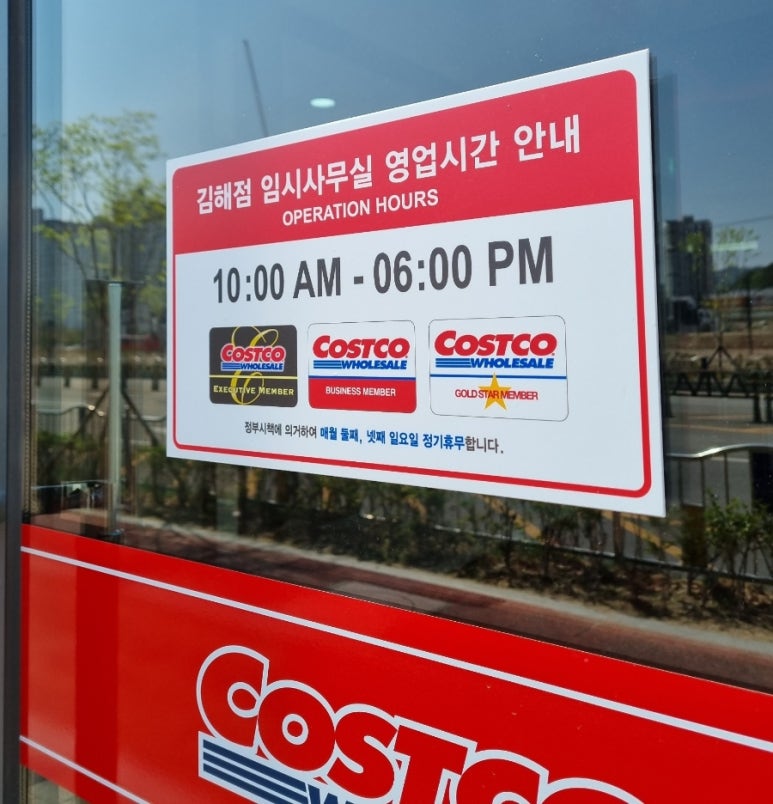 김해점 임시사무실 영업시간 안내
OPERATION HOURS
10:00 AM - 06:00 PM
COSTCO WHOLESALE EXECUTIVE MEMBER
COSTCO WHOLESALE BUSINESS MEMBER
COSTCO WHOLESALE GOLD STAR MEMBER
정부시책에 의거하여 매월 둘째, 넷째 일요일 정기휴무합니다.
COSTCO